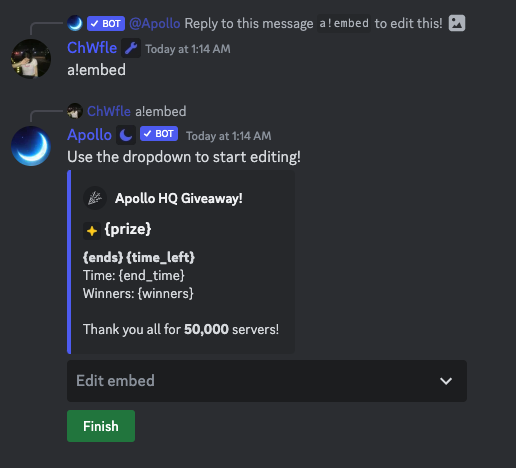 BOT @Apollo Reply to this message a!embed to edit this!
ChWfle Today at 1:14 AM
a!embed
ChWfle a!embed
Apollo BOT Today at 1:14 AM
Use the dropdown to start editing!
Apollo HQ Giveaway!
{prize}
{ends} {time_left}
Time: {end_time}
Winners: {winners}
Thank you all for 50,000 servers!
Edit embed
Finish